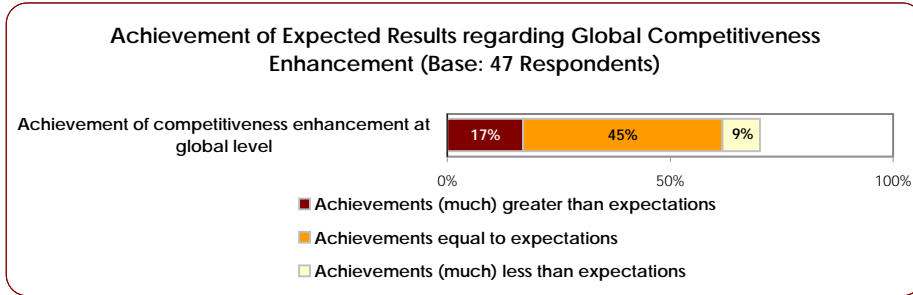 Achievement of Expected Results regarding Global Competitiveness
Enhancement (Base: 47 Respondents)
Achievement of competitiveness enhancement at
global level
17%
45%
9%
0%
50%
100%
Achievements (much) greater than expectations
Achievements equal to expectations
Achievements (much) less than expectations